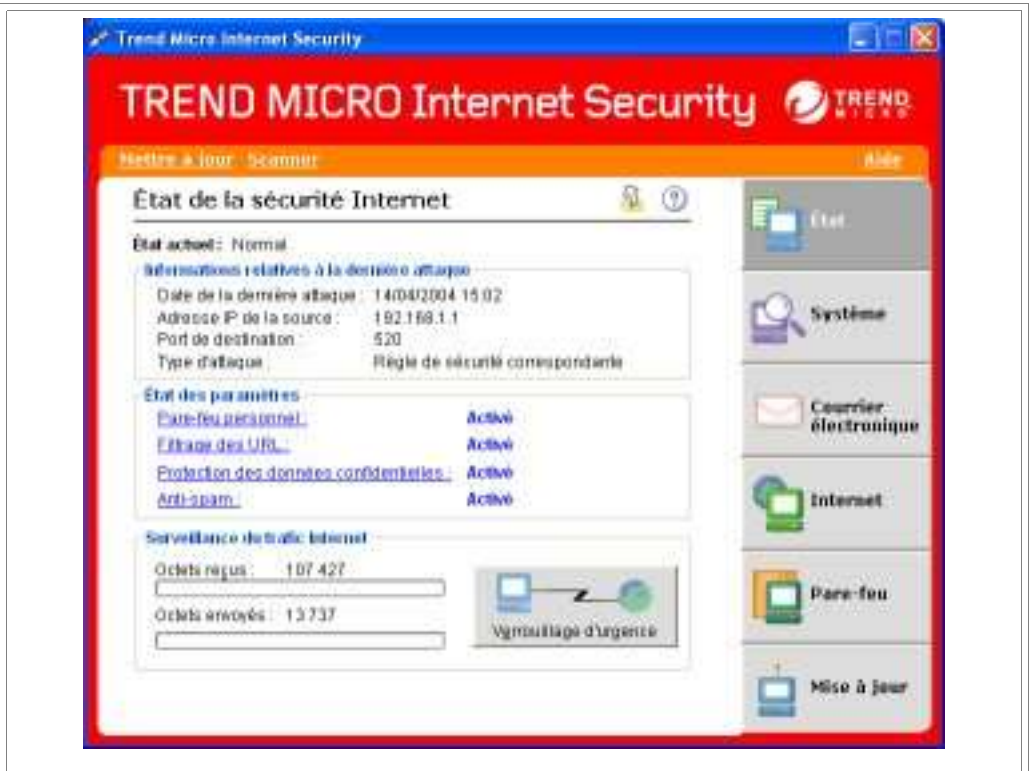 Trend Micro Internet Security
TREND MICRO Internet Security
TREND MICRO
Mettre à jour Scanner Aide
État de la sécurité Internet
État actuel : Normal
Informations relatives à la dernière attaque
Date de la dernière attaque : 14/04/2004 15:02
Adresse IP de la source : 192.168.1.1
Port de destination : 520
Type d'attaque : Règle de sécurité correspondante
État des paramètres
Pare-feu personnel : Activé
Filtrage des URL : Activé
Protection des données confidentielles : Activé
Anti-spam : Activé
Surveillance du trafic Internet
Octets reçus : 107 427
Octets envoyés : 13 737
Verrouillage d'urgence
État
Système
Courrier
électronique
Internet
Pare-feu
Mise à jour